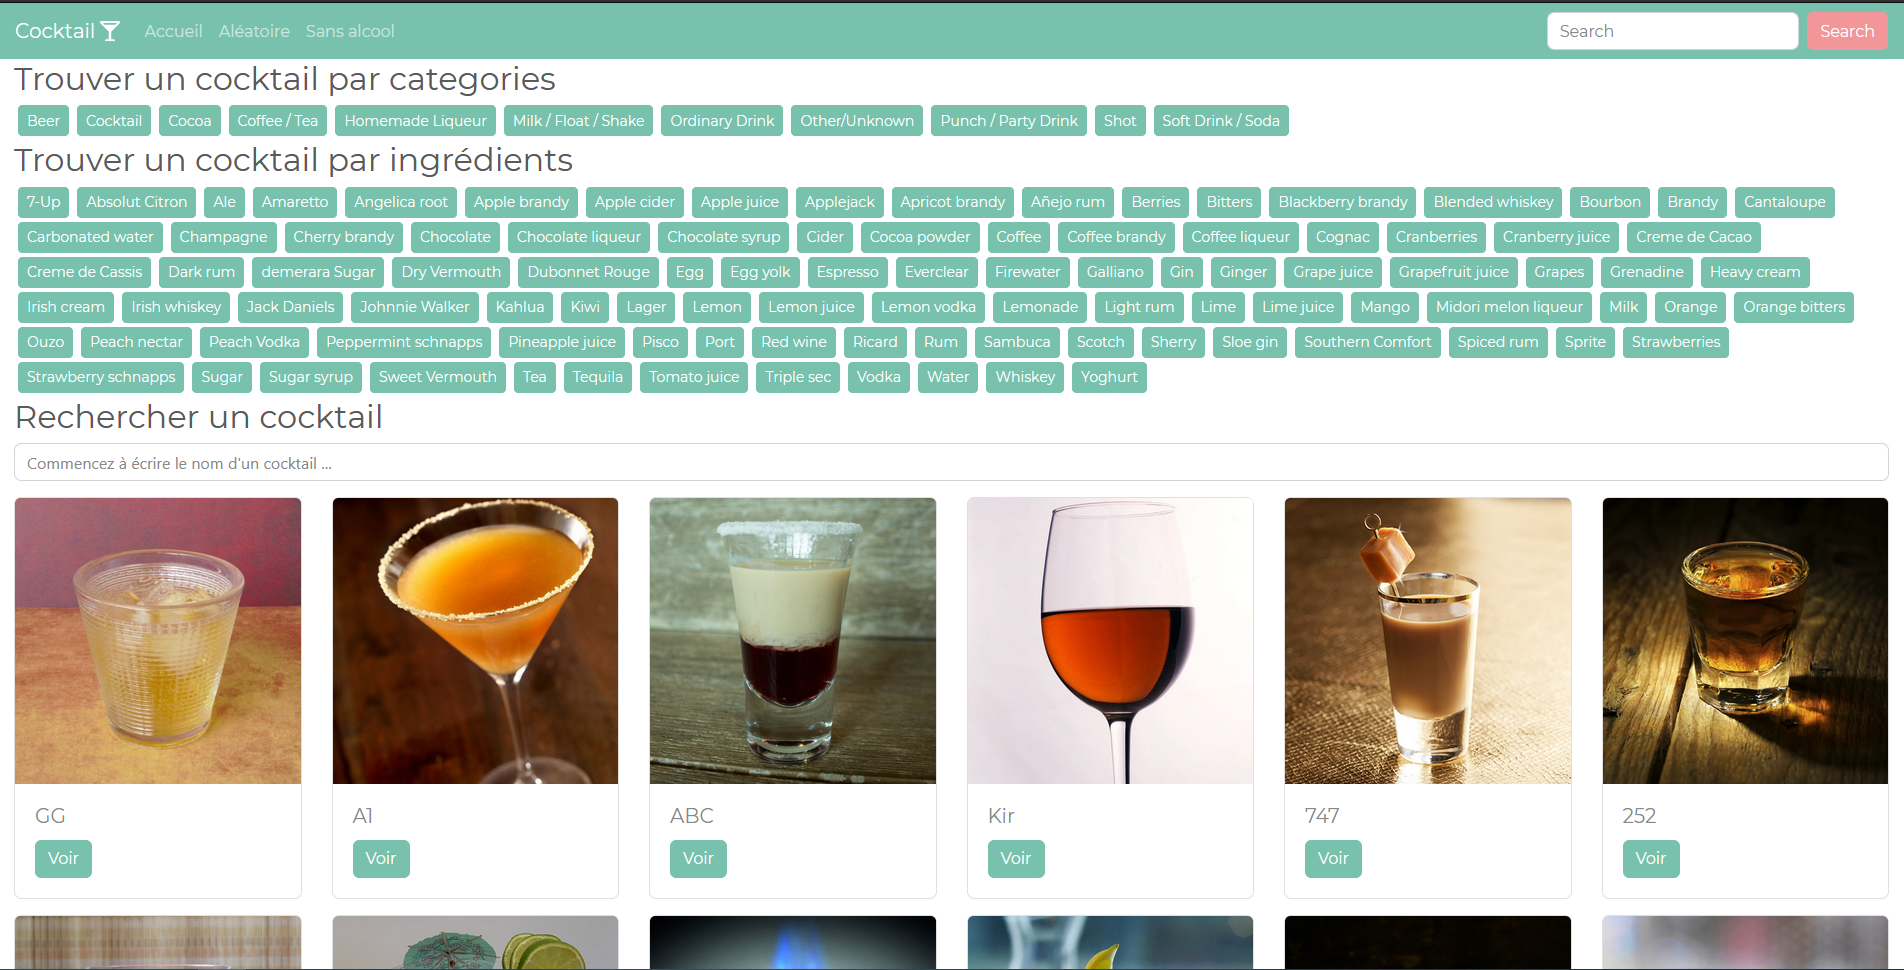 Cocktail Accueil Aléatoire Sans alcool Search Search
Trouver un cocktail par categories
Beer Cocktail Cocoa Coffee / Tea Homemade Liqueur Milk / Float / Shake Ordinary Drink Other/Unknown Punch / Party Drink Shot Soft Drink / Soda
Trouver un cocktail par ingrédients
7-Up Absolut Citron Ale Amaretto Angelica root Apple brandy Apple cider Apple juice Applejack Apricot brandy Añejo rum Berries Bitters Blackberry brandy Blended whiskey Bourbon Brandy Cantaloupe
Carbonated water Champagne Cherry brandy Chocolate Chocolate liqueur Chocolate syrup Cider Cocoa powder Coffee Coffee brandy Coffee liqueur Cognac Cranberries Cranberry juice Creme de Cacao
Creme de Cassis Dark rum demerara Sugar Dry Vermouth Dubonnet Rouge Egg Egg yolk Espresso Everclear Firewater Galliano Gin Ginger Grape juice Grapefruit juice Grapes Grenadine Heavy cream
Irish cream Irish whiskey Jack Daniels Johnnie Walker Kahlua Kiwi Lager Lemon Lemon juice Lemon vodka Lemonade Light rum Lime Lime juice Mango Midori melon liqueur Milk Orange Orange bitters
Ouzo Peach nectar Peach Vodka Peppermint schnapps Pineapple juice Pisco Port Red wine Ricard Rum Sambuca Scotch Sherry Sloe gin Southern Comfort Spiced rum Sprite Strawberries
Strawberry schnapps Sugar Sugar syrup Sweet Vermouth Tea Tequila Tomato juice Triple sec Vodka Water Whiskey Yoghurt
Rechercher un cocktail
Commencez à écrire le nom d'un cocktail ...
GG A1 ABC Kir 747 252
Voir Voir Voir Voir Voir Voir